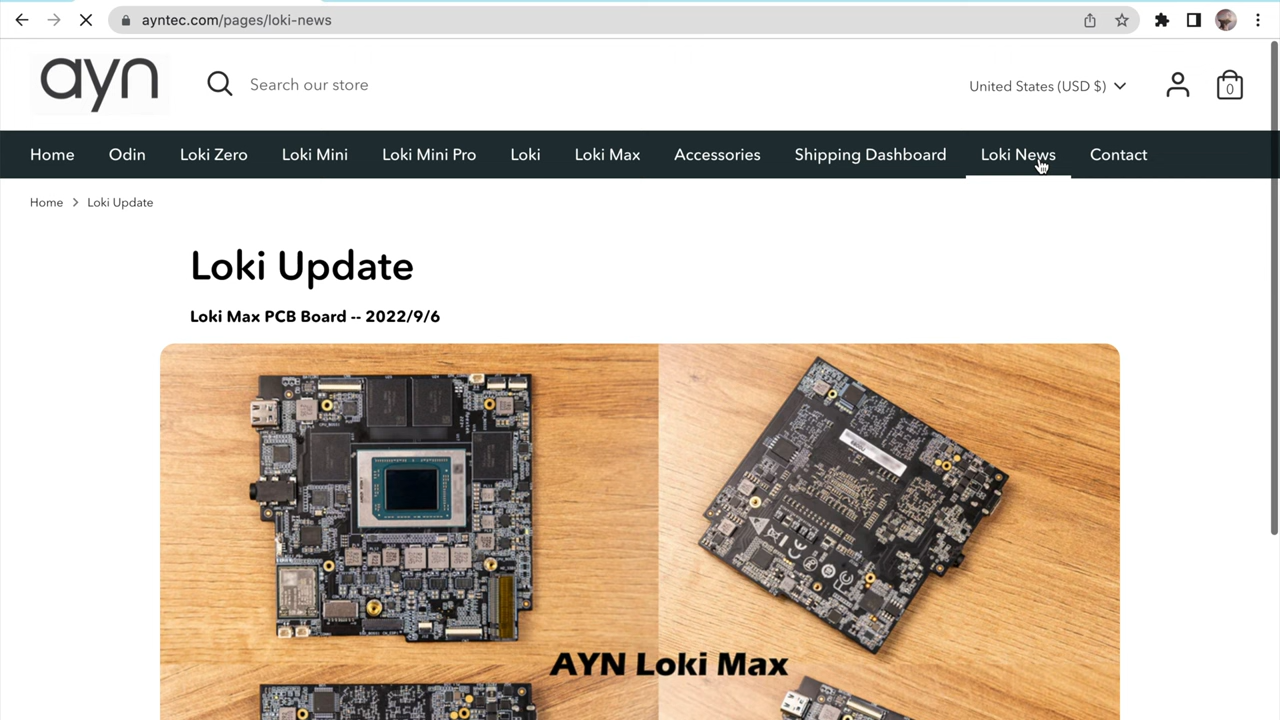 ayntec.com/pages/loki-news
ayn
Search our store
United States (USD $)
0
Home Odin Loki Zero Loki Mini Loki Mini Pro Loki Loki Max Accessories Shipping Dashboard Loki News Contact
Home Loki Update
Loki Update
Loki Max PCB Board -- 2022/9/6
AYN Loki Max